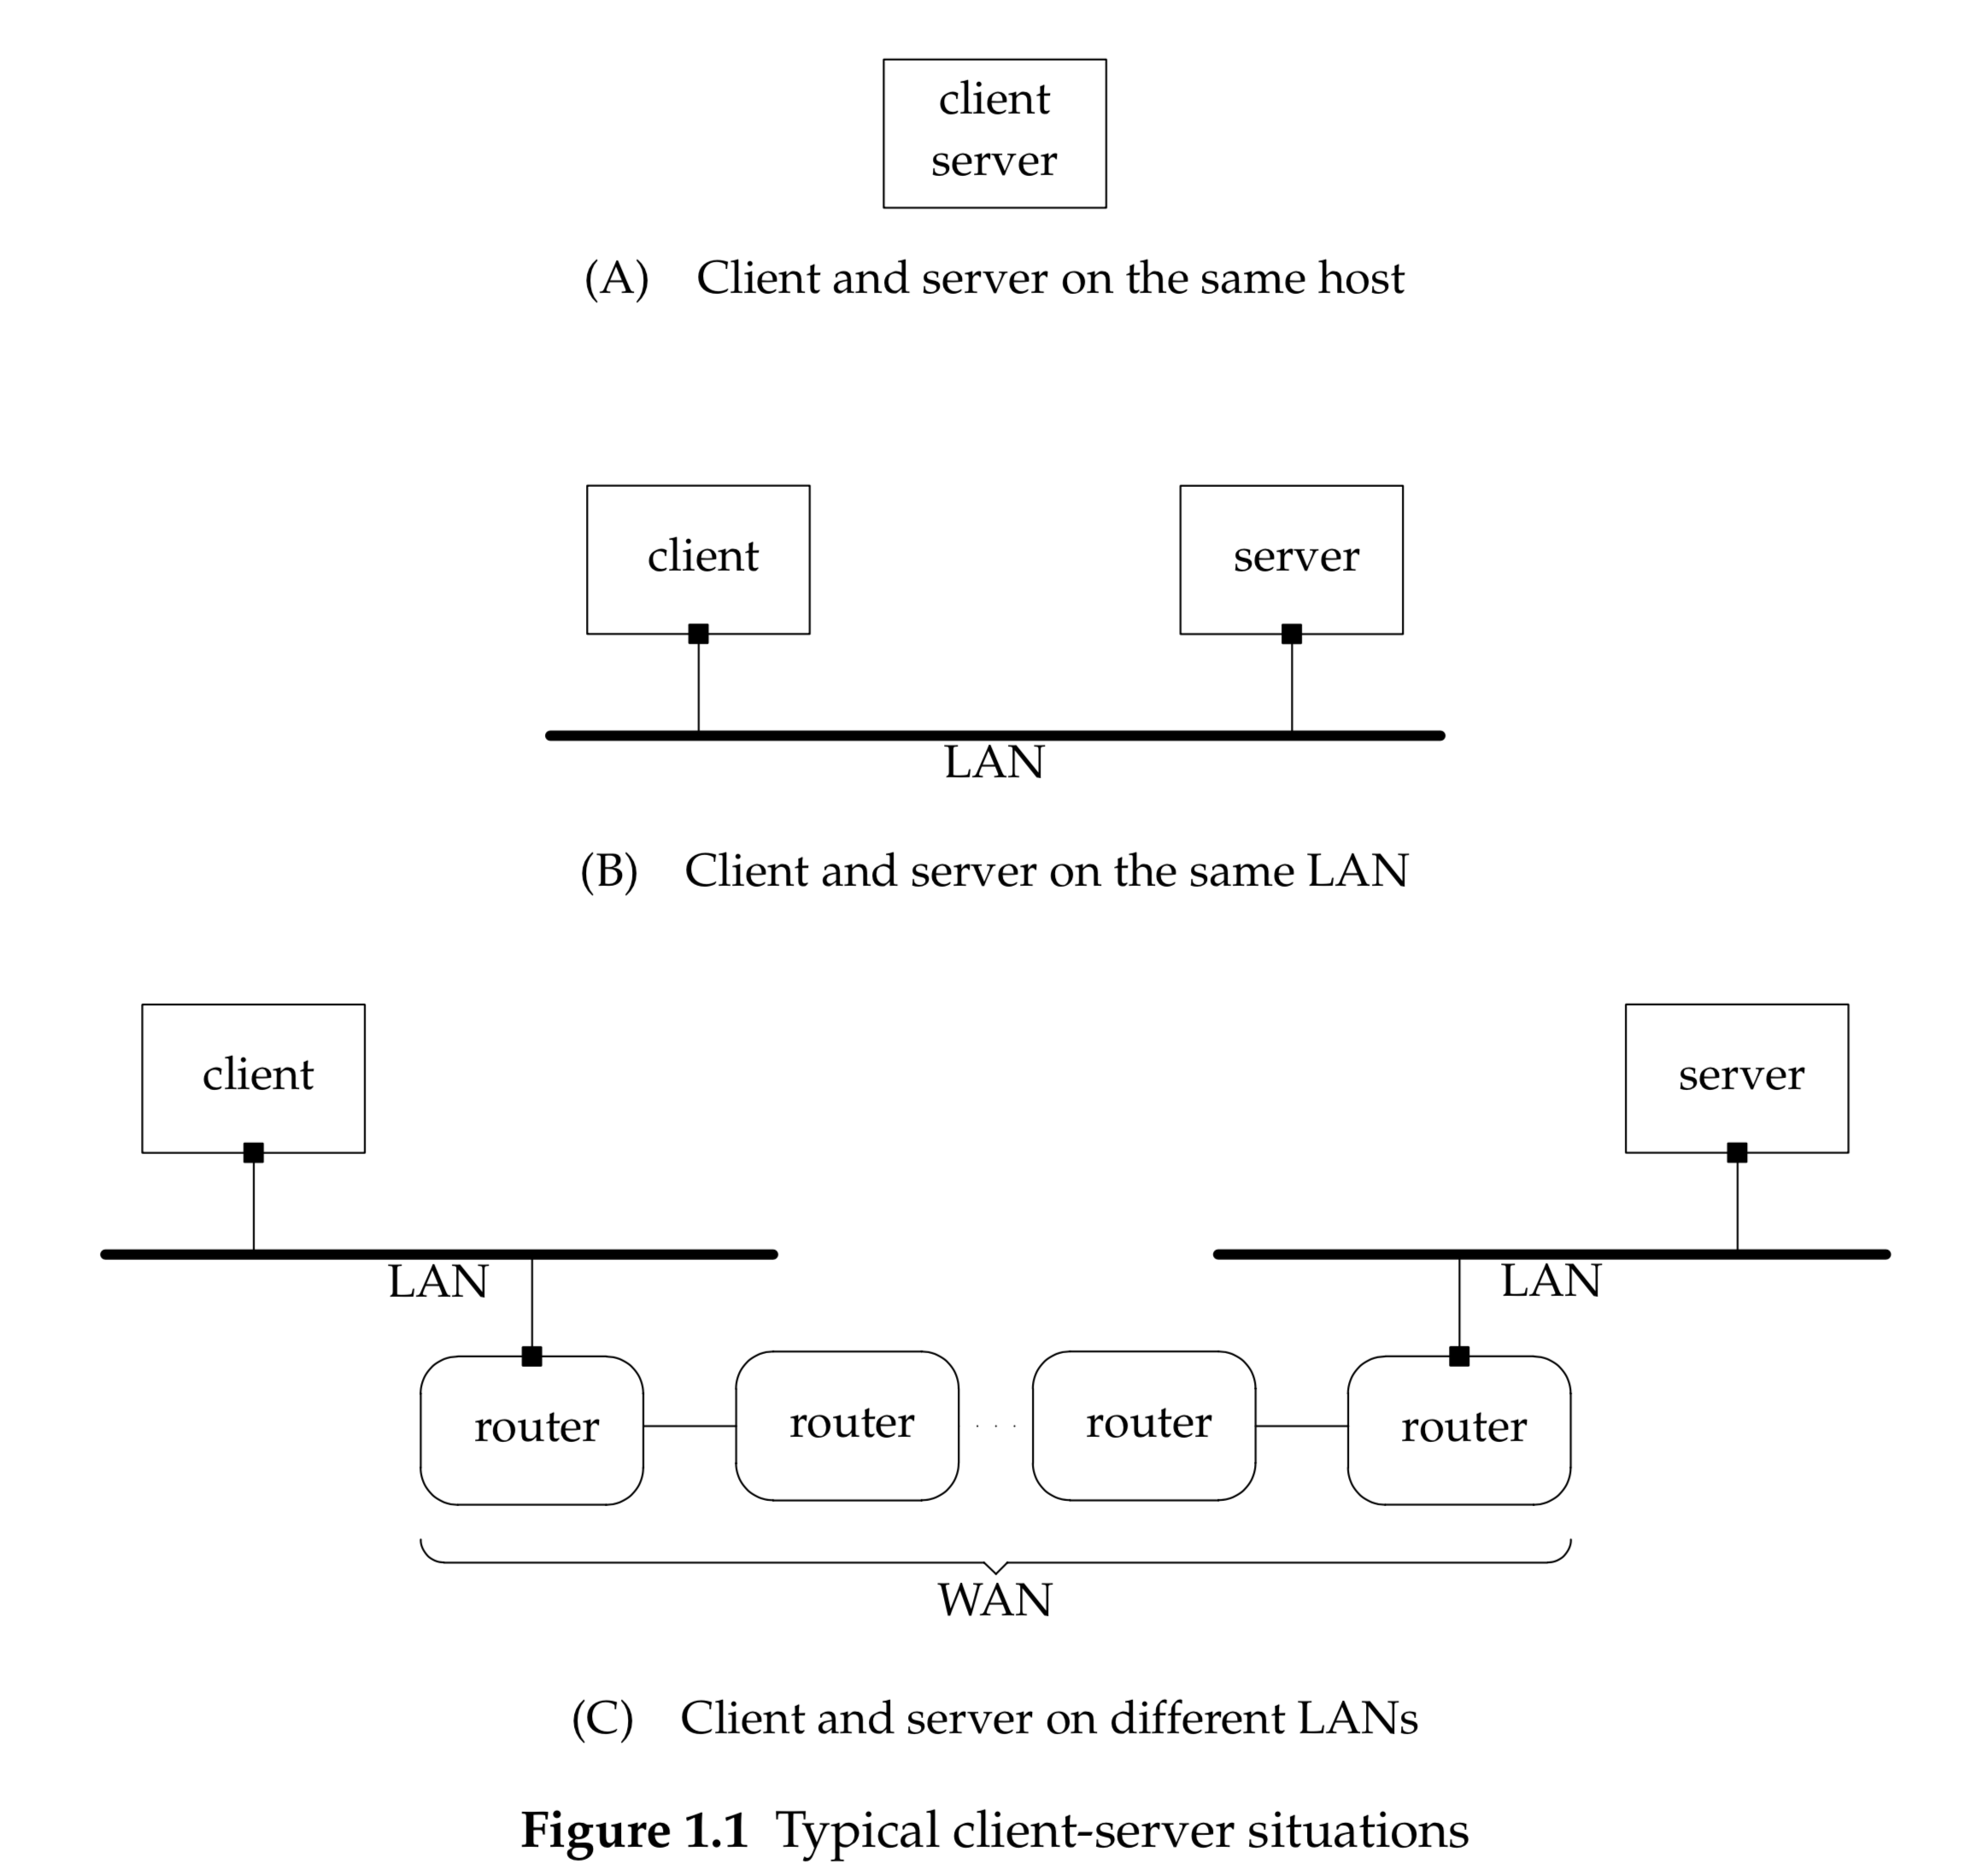 client
server
(A) Client and server on the same host
client
server
LAN
(B) Client and server on the same LAN
client
server
LAN
LAN
router
router
. . .
router
router
WAN
(C) Client and server on different LANs
Figure 1.1 Typical client-server situations